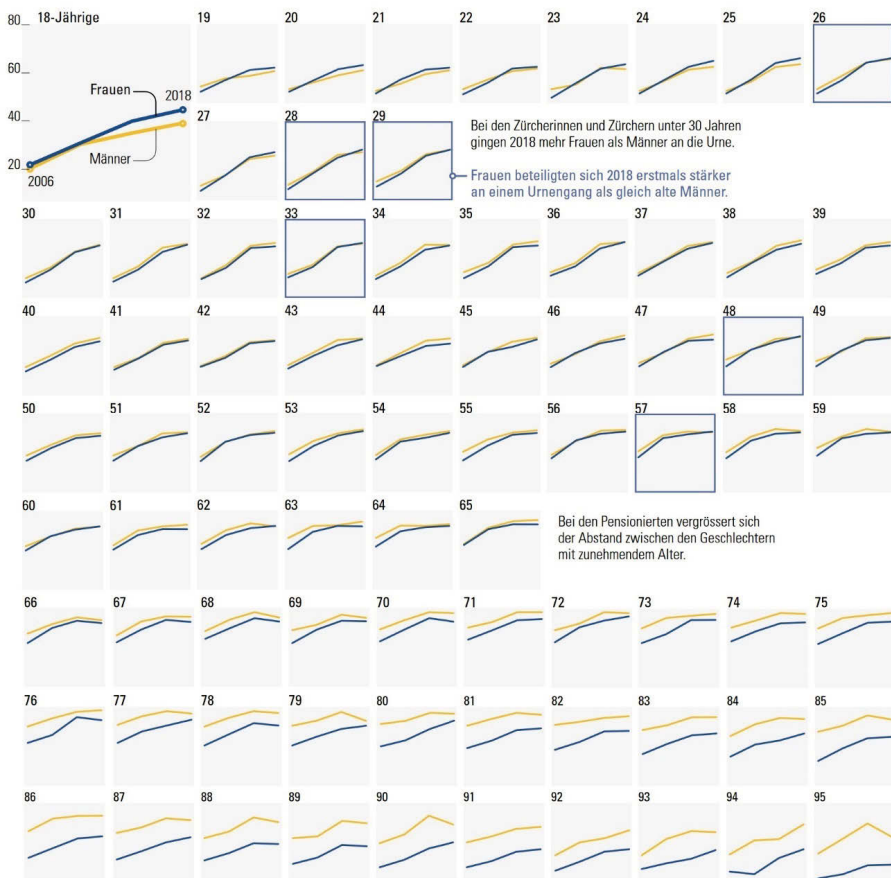 80
18-Jährige
60
Frauen
2018
40
Männer
20
2006
19 20 21 22 23 24 25 26
27 28 29
Bei den Zürcherinnen und Zürchern unter 30 Jahren
gingen 2018 mehr Frauen als Männer an die Urne.
Frauen beteiligten sich 2018 erstmals stärker
an einem Urnengang als gleich alte Männer.
30 31 32 33 34 35 36 37 38 39
40 41 42 43 44 45 46 47 48 49
50 51 52 53 54 55 56 57 58 59
60 61 62 63 64 65
Bei den Pensionierten vergrössert sich
der Abstand zwischen den Geschlechtern
mit zunehmendem Alter.
66 67 68 69 70 71 72 73 74 75
76 77 78 79 80 81 82 83 84 85
86 87 88 89 90 91 92 93 94 95